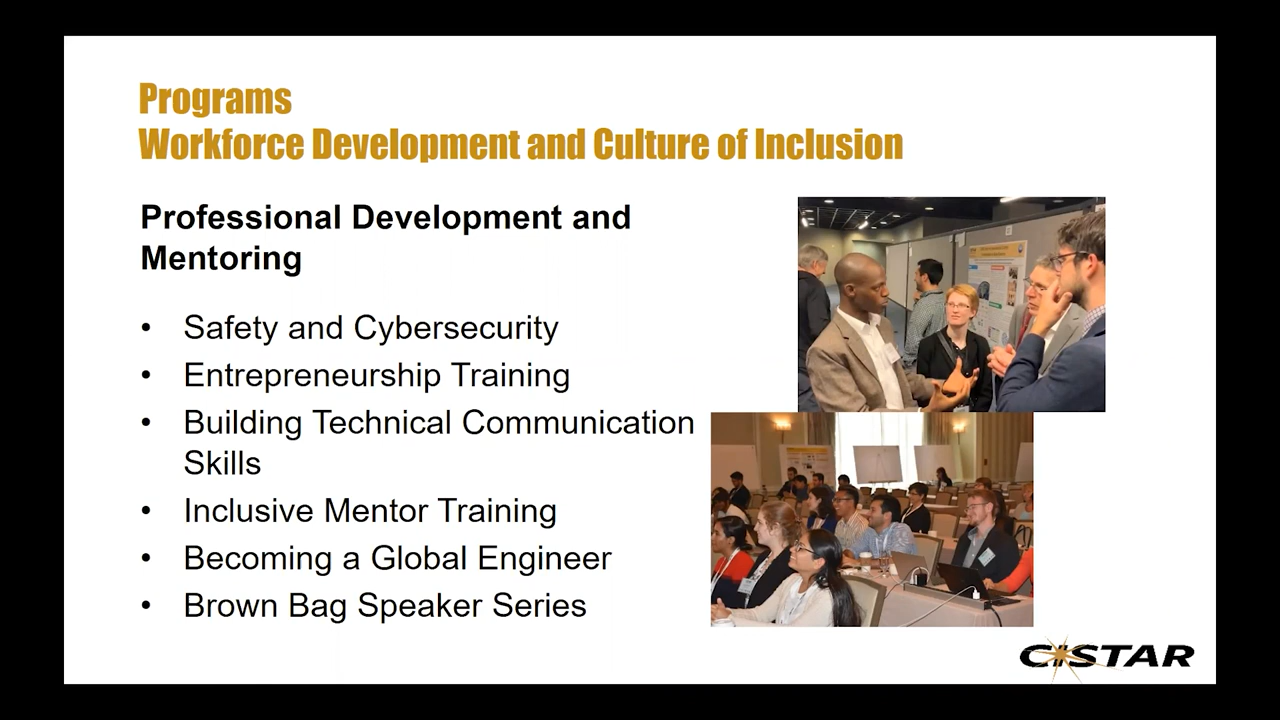 Programs
Workforce Development and Culture of Inclusion
Professional Development and
Mentoring
• Safety and Cybersecurity
• Entrepreneurship Training
• Building Technical Communication
Skills
• Inclusive Mentor Training
• Becoming a Global Engineer
• Brown Bag Speaker Series
CISTAR